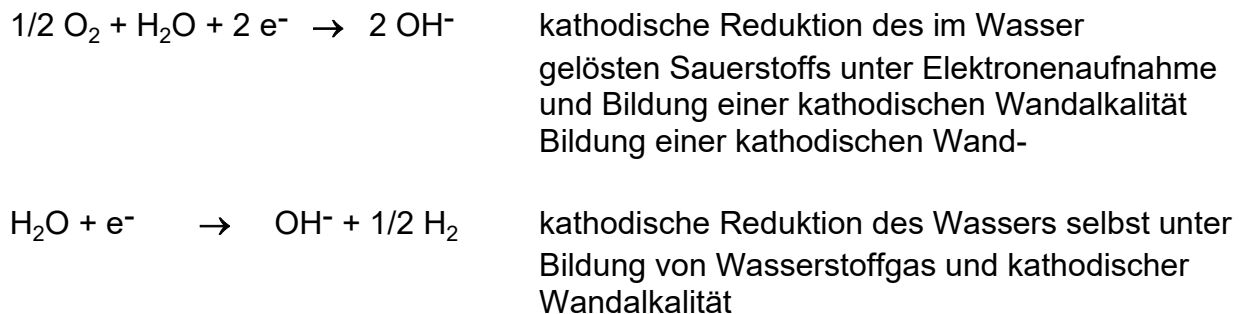 1/2 O₂ + H₂O + 2 e⁻ → 2 OH⁻ kathodische Reduktion des im Wasser
gelösten Sauerstoffs unter Elektronenaufnahme
und Bildung einer kathodischen Wandalkalität
Bildung einer kathodischen Wand-
H₂O + e⁻ → OH⁻ + 1/2 H₂ kathodische Reduktion des Wassers selbst unter
Bildung von Wasserstoffgas und kathodischer
Wandalkalität